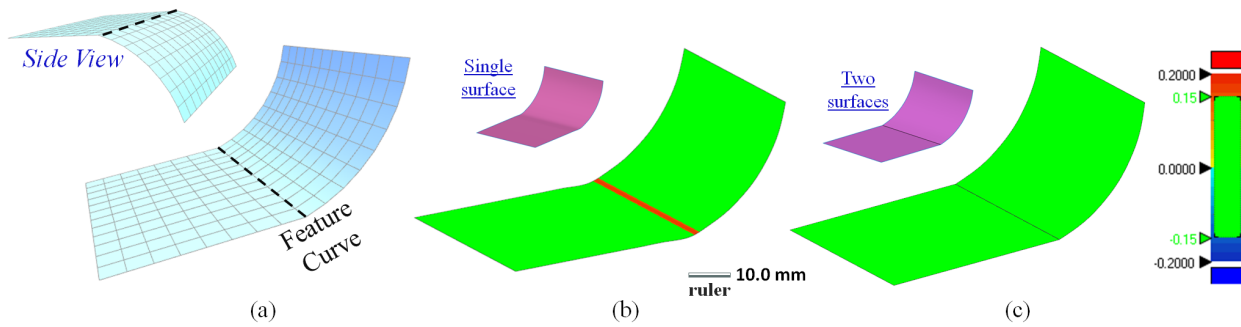 Side View
Feature
Curve
(a)
Single
surface
10.0 mm
ruler
(b)
Two
surfaces
(c)
0.2000
0.15
0.0000
-0.15
-0.2000